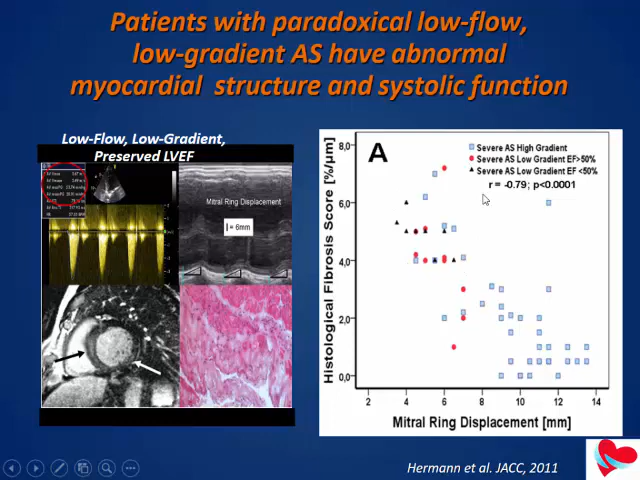 Patients with paradoxical low-flow,
low-gradient AS have abnormal
myocardial structure and systolic function
Low-Flow, Low-Gradient,
Preserved LVEF
Mitral Ring Displacement
= 6mm
A
Severe AS High Gradient
Severe AS Low Gradient EF>50%
Severe AS Low Gradient EF <50%
r = -0.79; p<0.0001
Histological Fibrosis Score [%/μm]
8,0
6,0
4,0
2,0
0,0
2 4 6 8 10 12 14
Mitral Ring Displacement [mm]
Hermann et al. JACC, 2011